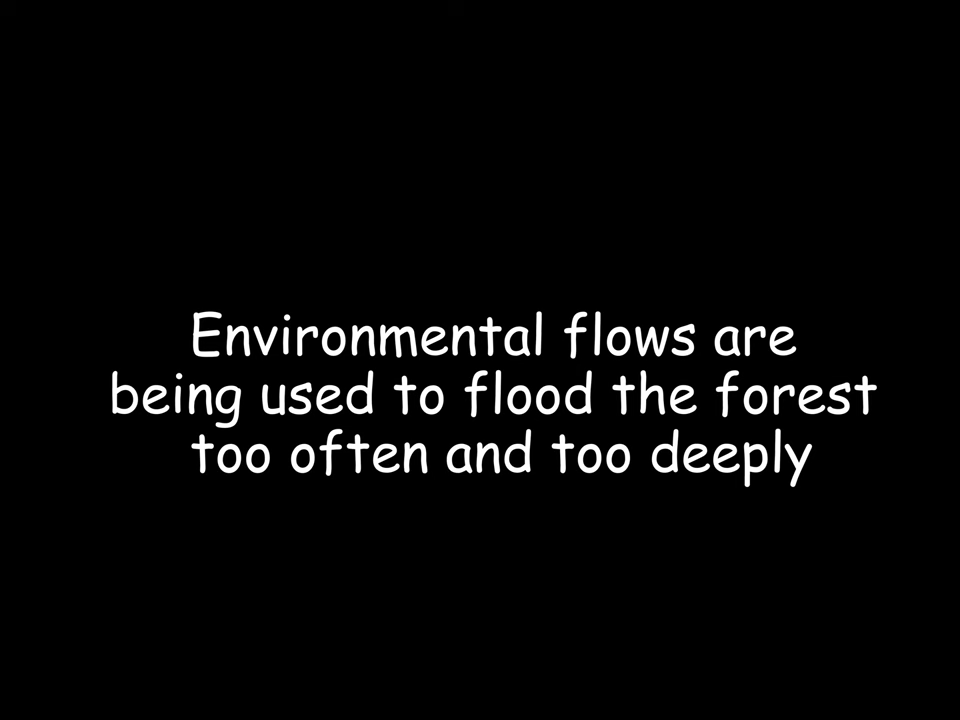 Environmental flows are
being used to flood the forest
too often and too deeply